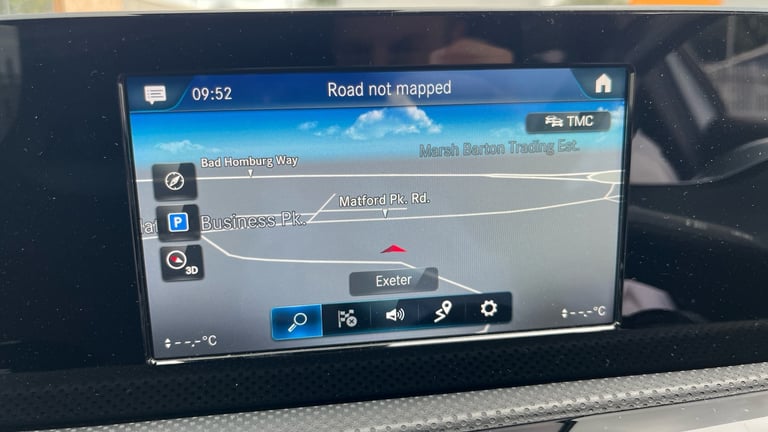 09:52
Road not mapped
TMC
Marsh Barton Trading Est.
Bad Homburg Way
Matford Pk. Rd.
P
Business Pk.
3D
Exeter
--,-°C
--,-°C